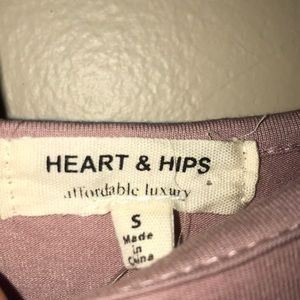 HEART & HIPS
affordable luxury
S
Made
in
China